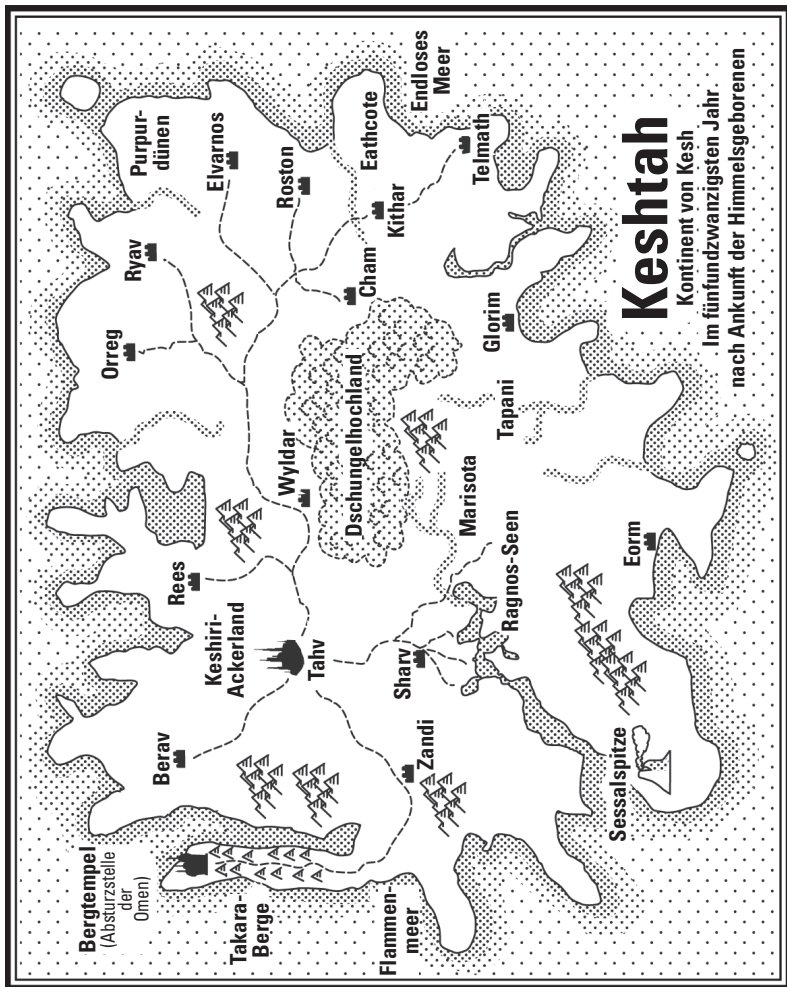 Bergtempel
(Absturzstelle
der
Omen)
Takara-
Berge
Flammen-
meer
Berav
Zandi
Sessalspitze
Keshiri-
Ackerland
Tahv
Sharv
Ragnos-Seen
Rees
Wyldar
Dschungelhochland
Marisota
Eorm
Tapani
Orreg
Ryav
Cham
Glorim
Purpur-
dünen
Elvarnos
Roston
Kithar
Eathcote
Telmath
Endloses
Meer
Keshtah
Kontinent von Kesh
Im fünfundzwanzigsten Jahr
nach Ankunft der Himmelsgeborenen